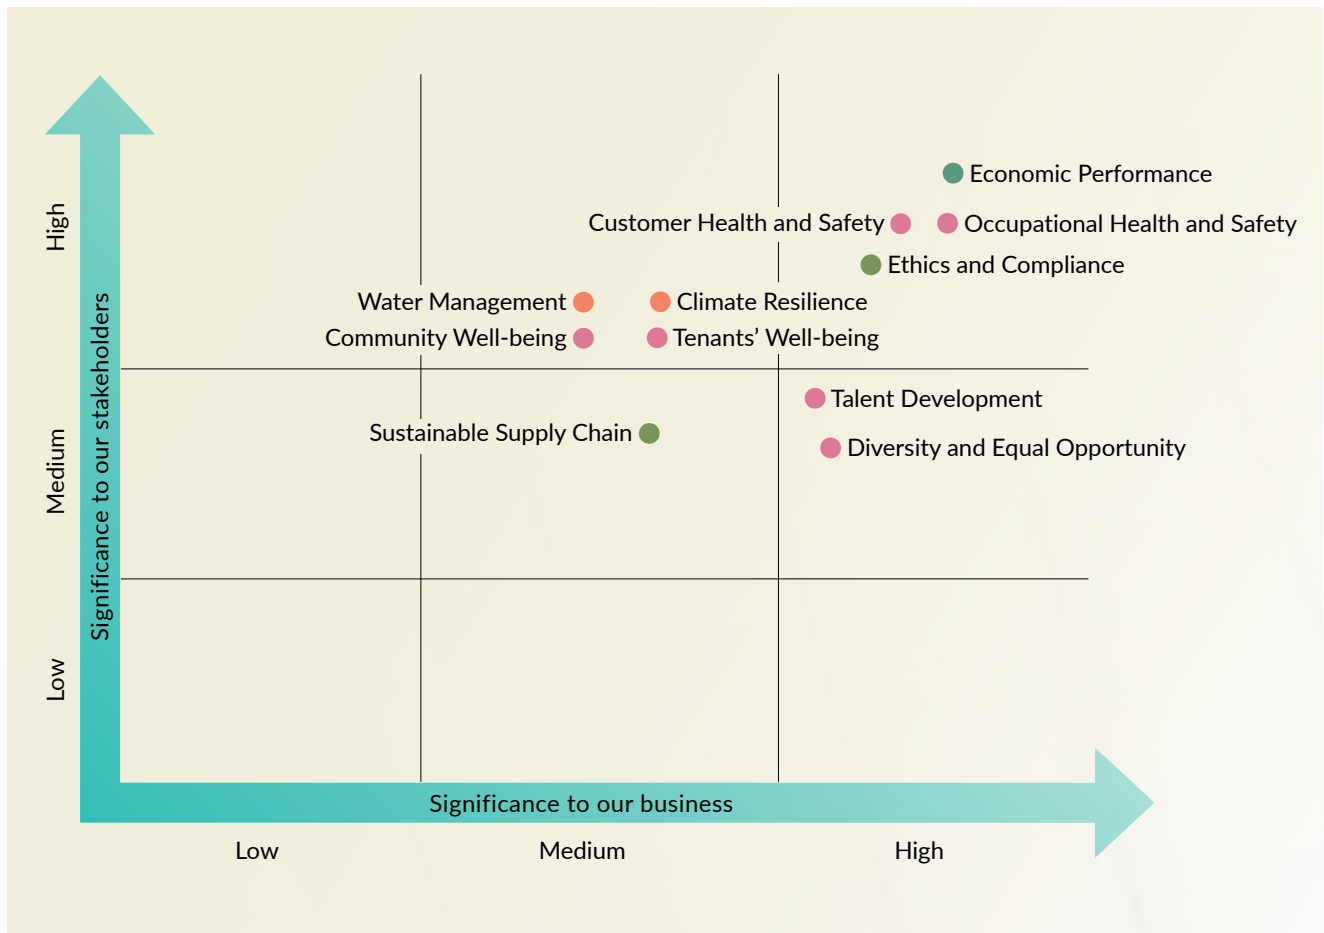 Economic Performance
Customer Health and Safety
Occupational Health and Safety
Ethics and Compliance
Water Management
Climate Resilience
Community Well-being
Tenants’ Well-being
Talent Development
Sustainable Supply Chain
Diversity and Equal Opportunity
High
Medium
Low
Significance to our stakeholders
Significance to our business
Low
Medium
High